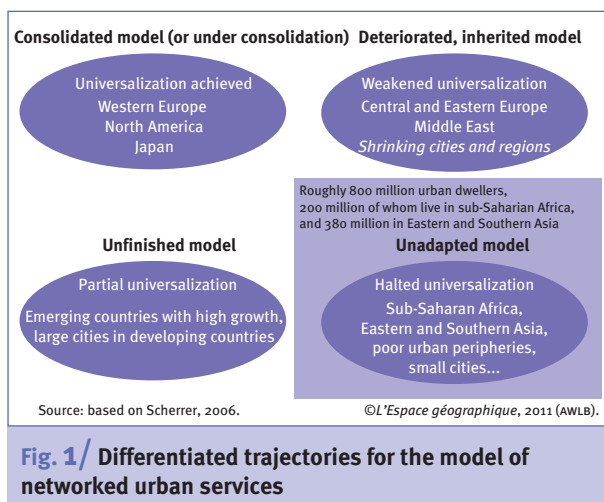 Consolidated model (or under consolidation)
Universalization achieved
Western Europe
North America
Japan
Deteriorated, inherited model
Weakened universalization
Central and Eastern Europe
Middle East
Shrinking cities and regions
Unfinished model
Partial universalization
Emerging countries with high growth,
large cities in developing countries
Roughly 800 million urban dwellers,
200 million of whom live in sub-Saharian Africa,
and 380 million in Eastern and Southern Asia
Unadapted model
Halted universalization
Sub-Saharan Africa,
Eastern and Southern Asia,
poor urban peripheries,
small cities...
Source: based on Scherrer, 2006.
©L'Espace géographique, 2011 (AWLB).
Fig. 1/ Differentiated trajectories for the model of
networked urban services